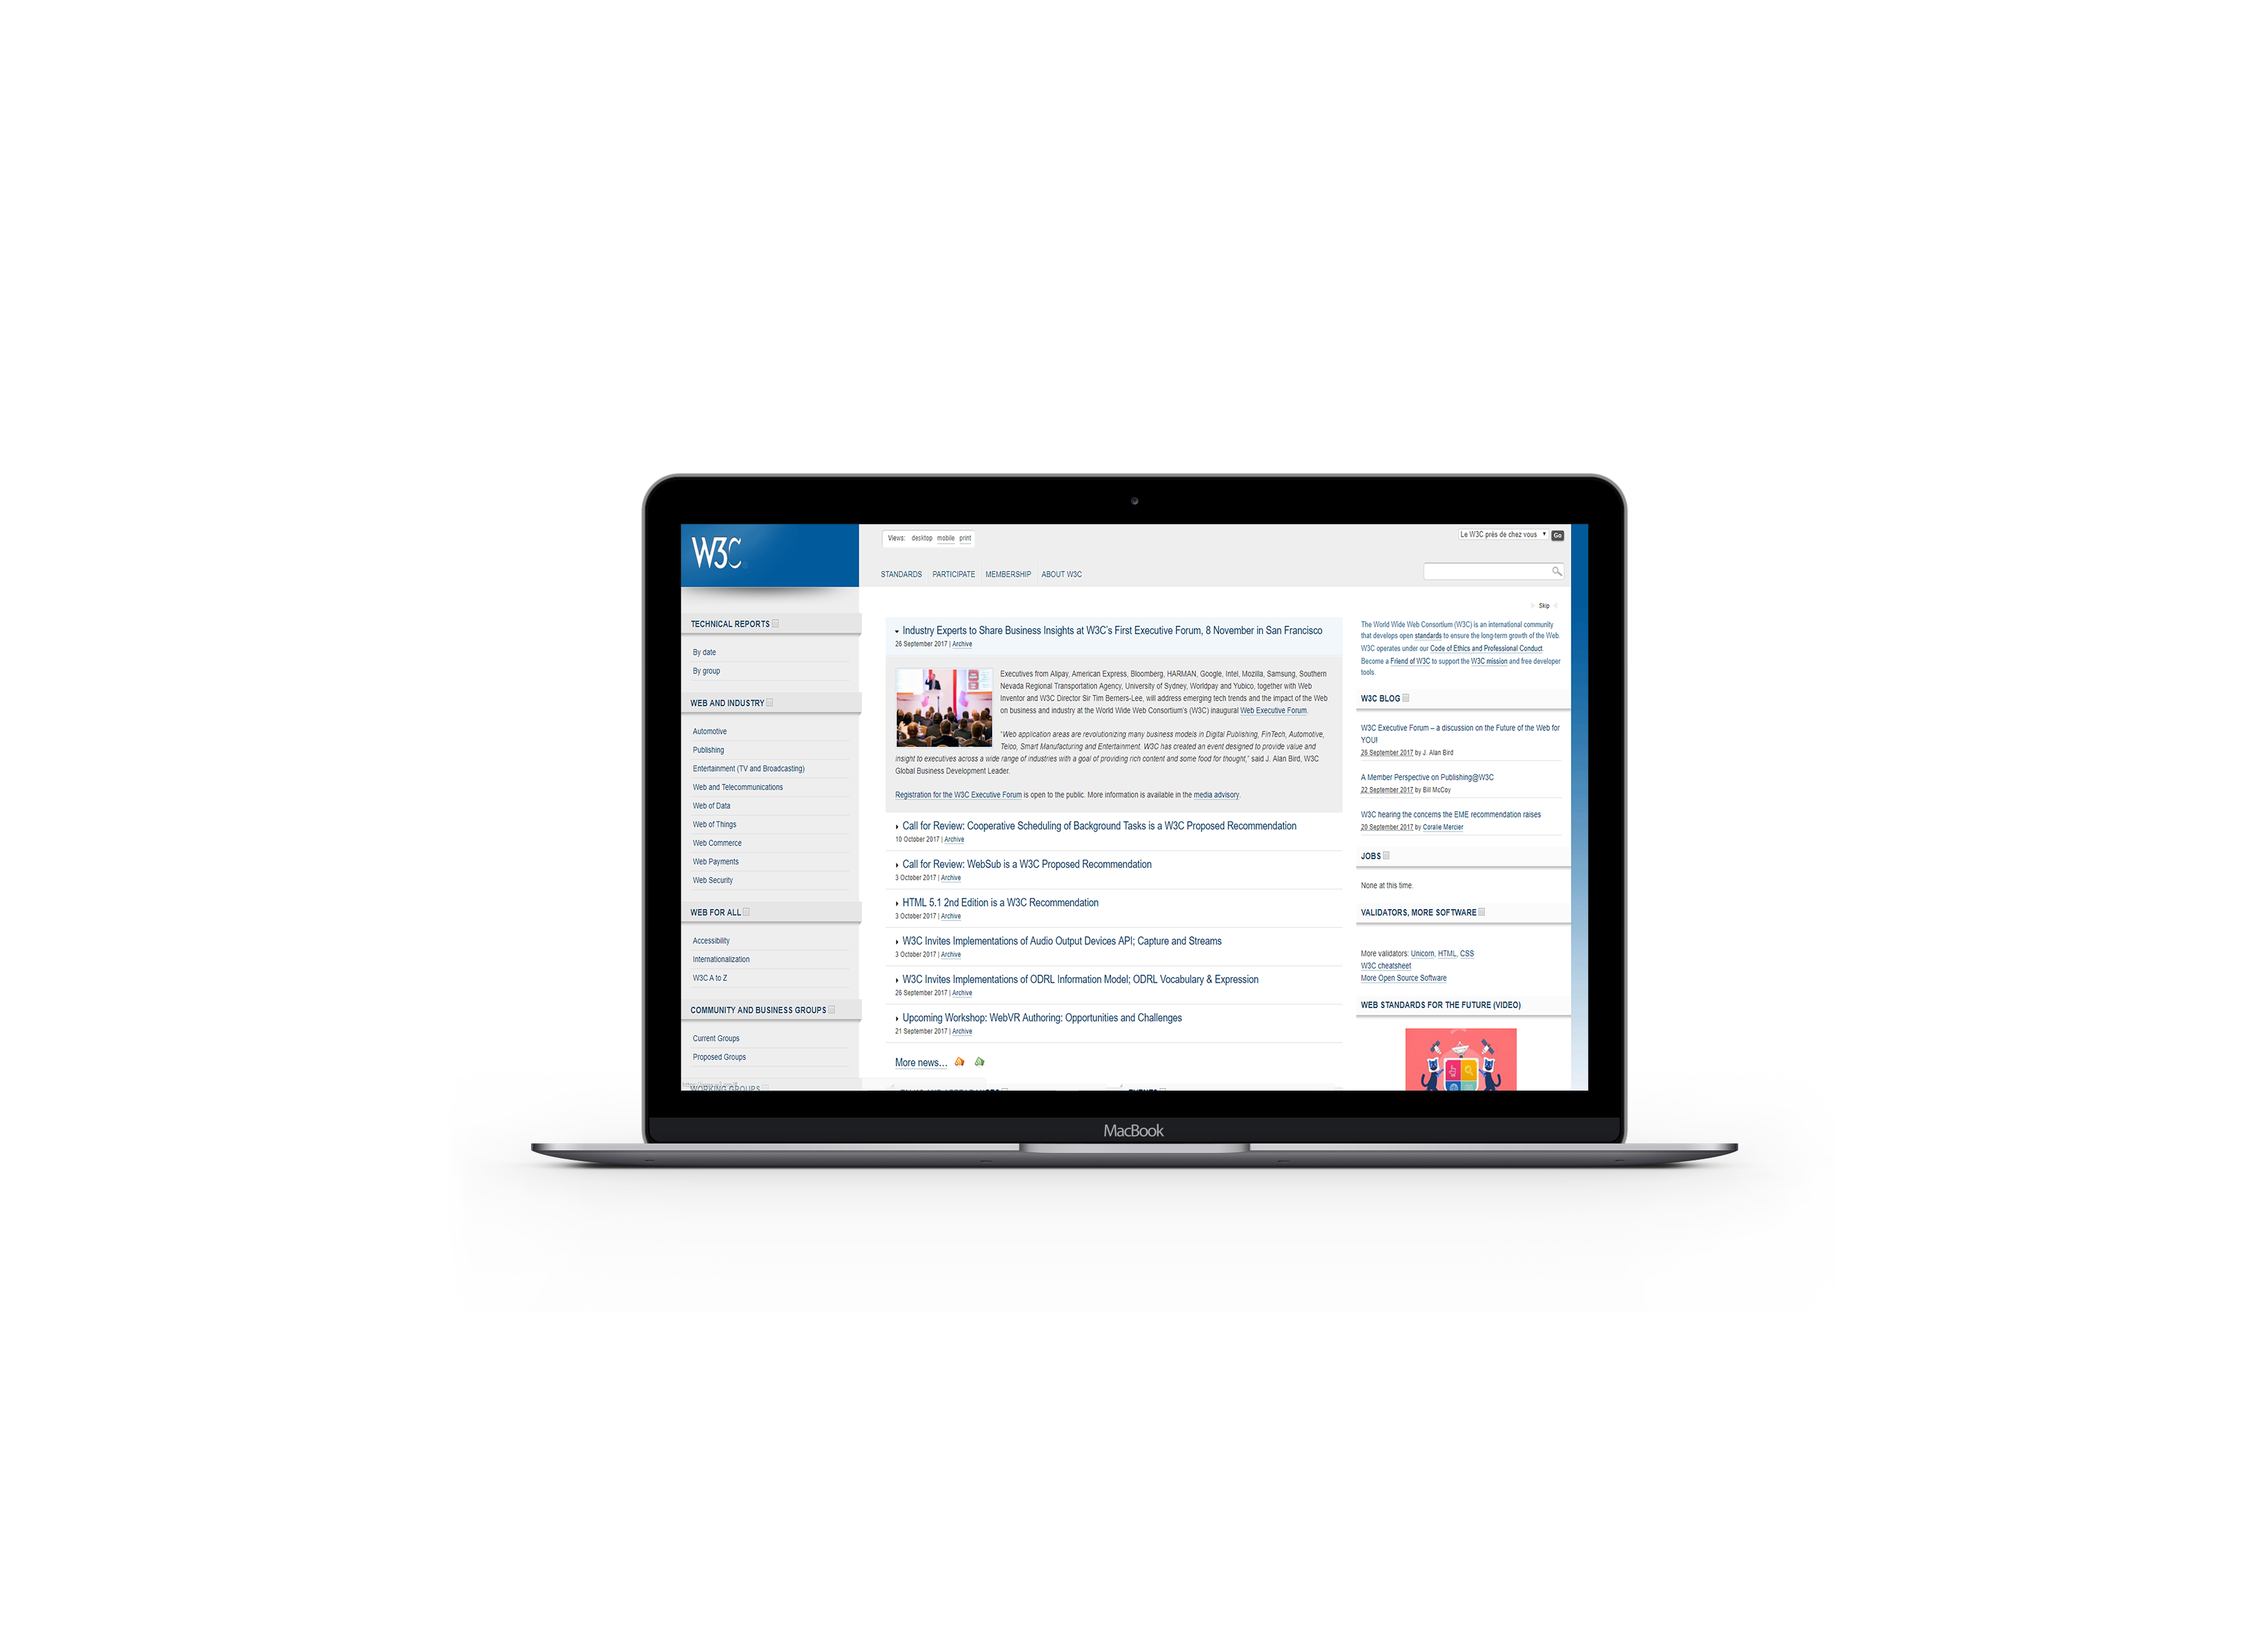 W3C
Views: desktop mobile print
Le W3C près de chez vous Go
STANDARDS PARTICIPATE MEMBERSHIP ABOUT W3C
Skip
TECHNICAL REPORTS
By date
By group
WEB AND INDUSTRY
Automotive
Publishing
Entertainment (TV and Broadcasting)
Web and Telecommunications
Web of Data
Web of Things
Web Commerce
Web Payments
Web Security
WEB FOR ALL
Accessibility
Internationalization
W3C A to Z
COMMUNITY AND BUSINESS GROUPS
Current Groups
Proposed Groups
WORKING GROUPS
Industry Experts to Share Business Insights at W3C's First Executive Forum, 8 November in San Francisco
26 September 2017 | Archive
Executives from Alipay, American Express, Bloomberg, HARMAN, Google, Intel, Mozilla, Samsung, Southern
Nevada Regional Transportation Agency, University of Sydney, Worldpay and Yubico, together with Web
Inventor and W3C Director Sir Tim Berners-Lee, will address emerging tech trends and the impact of the Web
on business and industry at the World Wide Web Consortium's (W3C) inaugural Web Executive Forum.
"Web application areas are revolutionizing many business models in Digital Publishing, FinTech, Automotive,
Telco, Smart Manufacturing and Entertainment. W3C has created an event designed to provide value and
insight to executives across a wide range of industries with a goal of providing rich content and some food for thought," said J. Alan Bird, W3C
Global Business Development Leader.
Registration for the W3C Executive Forum is open to the public. More information is available in the media advisory.
Call for Review: Cooperative Scheduling of Background Tasks is a W3C Proposed Recommendation
10 October 2017 | Archive
Call for Review: WebSub is a W3C Proposed Recommendation
3 October 2017 | Archive
HTML 5.1 2nd Edition is a W3C Recommendation
3 October 2017 | Archive
W3C Invites Implementations of Audio Output Devices API; Capture and Streams
3 October 2017 | Archive
W3C Invites Implementations of ODRL Information Model; ODRL Vocabulary & Expression
26 September 2017 | Archive
Upcoming Workshop: WebVR Authoring: Opportunities and Challenges
21 September 2017 | Archive
More news...
The World Wide Web Consortium (W3C) is an international community
that develops open standards to ensure the long-term growth of the Web.
W3C operates under our Code of Ethics and Professional Conduct.
Become a Friend of W3C to support the W3C mission and free developer
tools.
W3C BLOG
W3C Executive Forum – a discussion on the Future of the Web for
YOU!
26 September 2017 by J. Alan Bird
A Member Perspective on Publishing@W3C
22 September 2017 by Bill McCoy
W3C hearing the concerns the EME recommendation raises
20 September 2017 by Coralie Mercier
JOBS
None at this time.
VALIDATORS, MORE SOFTWARE
More validators: Unicorn, HTML, CSS
W3C cheatsheet
More Open Source Software
WEB STANDARDS FOR THE FUTURE (VIDEO)
MacBook